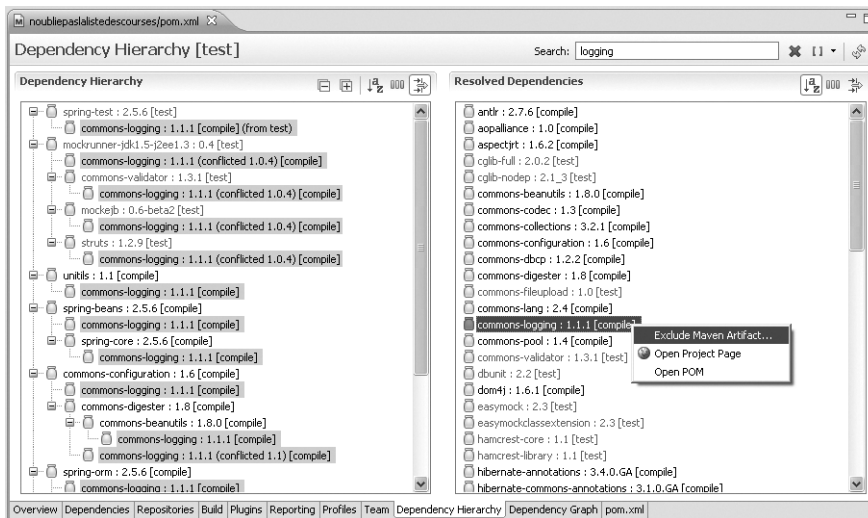 noubliepaslalistedescourses/pom.xml
Dependency Hierarchy [test]
Search: logging
Dependency Hierarchy
spring-test : 2.5.6 [test]
commons-logging : 1.1.1 [compile] (from test)
mockrunner-jdk1.5-j2ee1.3 : 0.4 [test]
commons-logging : 1.1.1 (conflicted 1.0.4) [compile]
commons-validator : 1.3.1 [test]
commons-logging : 1.1.1 (conflicted 1.0.4) [compile]
mockejb : 0.6-beta2 [test]
commons-logging : 1.1.1 (conflicted 1.0.4) [compile]
struts : 1.2.9 [test]
commons-logging : 1.1.1 (conflicted 1.0.4) [compile]
unitils : 1.1 [compile]
commons-logging : 1.1.1 [compile]
spring-beans : 2.5.6 [compile]
commons-logging : 1.1.1 [compile]
spring-core : 2.5.6 [compile]
commons-logging : 1.1.1 [compile]
commons-configuration : 1.6 [compile]
commons-logging : 1.1.1 [compile]
commons-digester : 1.8 [compile]
commons-beanutils : 1.8.0 [compile]
commons-logging : 1.1.1 [compile]
commons-logging : 1.1.1 (conflicted 1.1) [compile]
spring-orm : 2.5.6 [compile]
commons-logging : 1.1.1 [compile]
Resolved Dependencies
antlr : 2.7.6 [compile]
aopalliance : 1.0 [compile]
aspectjrt : 1.6.2 [compile]
cglib-full : 2.0.2 [test]
cglib-nodep : 2.1_3 [test]
commons-beanutils : 1.8.0 [compile]
commons-codec : 1.3 [compile]
commons-collections : 3.2.1 [compile]
commons-configuration : 1.6 [compile]
commons-dbcp : 1.2.2 [compile]
commons-digester : 1.8 [compile]
commons-fileupload : 1.0 [test]
commons-lang : 2.4 [compile]
commons-logging : 1.1.1 [compile]
commons-pool : 1.4 [compile]
commons-validator : 1.3.1 [test]
dbunit : 2.2 [test]
dom4j : 1.6.1 [compile]
easymock : 2.3 [test]
easymockclassextension : 2.3 [test]
hamcrest-core : 1.1 [test]
hamcrest-library : 1.1 [test]
hibernate-annotations : 3.4.0.GA [compile]
hibernate-commons-annotations : 3.1.0.GA [compile]
Exclude Maven Artifact...
Open Project Page
Open POM
Overview Dependencies Repositories Build Plugins Reporting Profiles Team Dependency Hierarchy Dependency Graph pom.xml